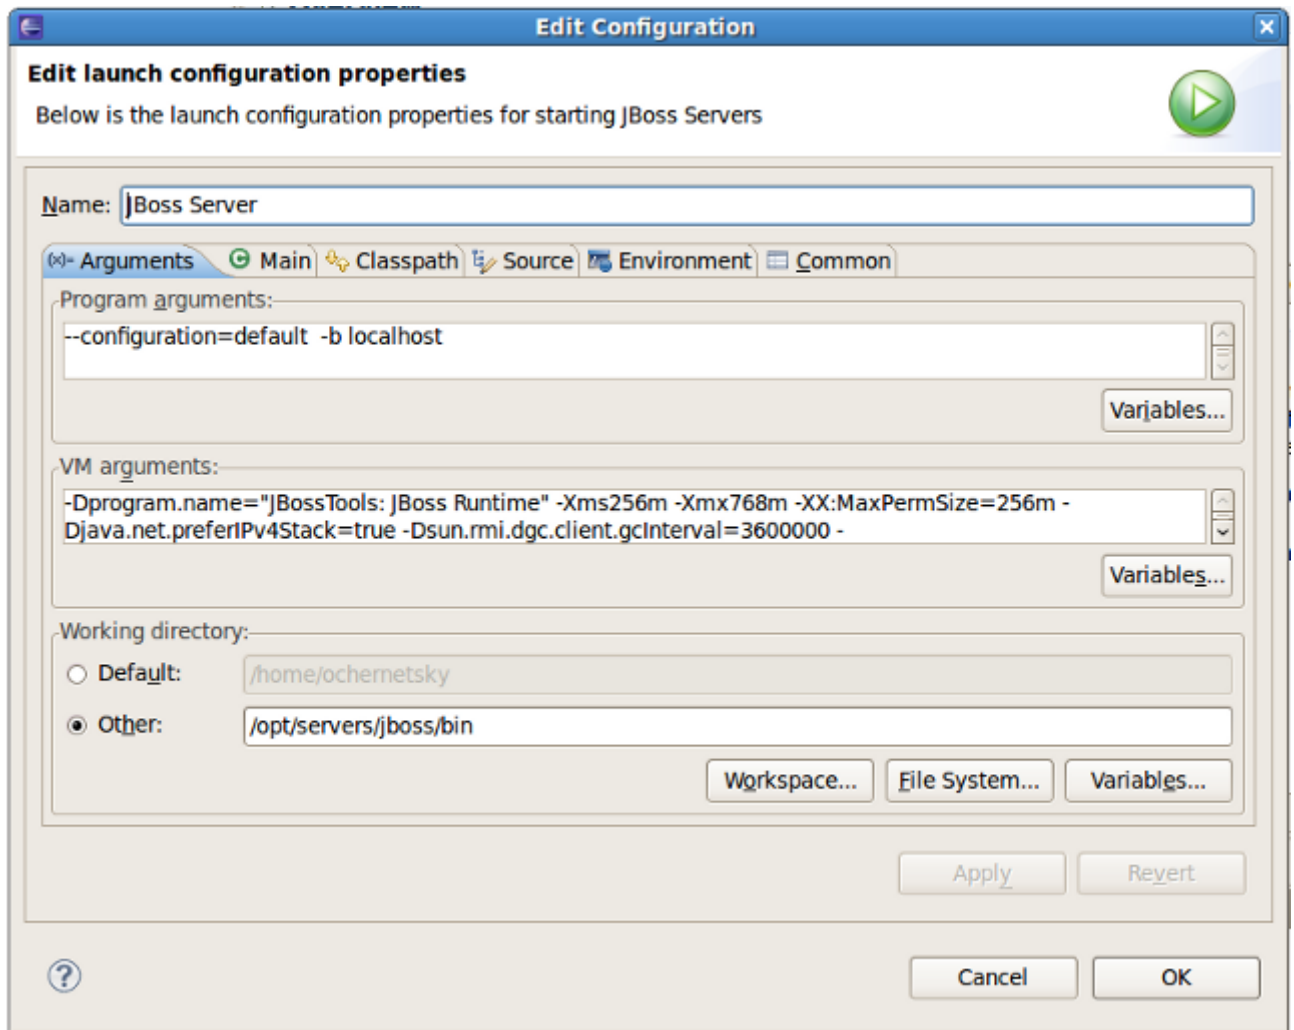 Edit Configuration
Edit launch configuration properties
Below is the launch configuration properties for starting JBoss Servers
Name: JBoss Server
(x)= Arguments Main Classpath Source Environment Common
Program arguments:
--configuration=default  -b localhost
Variables...
VM arguments:
-Dprogram.name="JBossTools: JBoss Runtime" -Xms256m -Xmx768m -XX:MaxPermSize=256m -
Djava.net.preferIPv4Stack=true -Dsun.rmi.dgc.client.gcInterval=3600000 -
Variables...
Working directory:
Default: /home/ochernetsky
Other: /opt/servers/jboss/bin
Workspace... File System... Variables...
Apply Revert
? Cancel OK